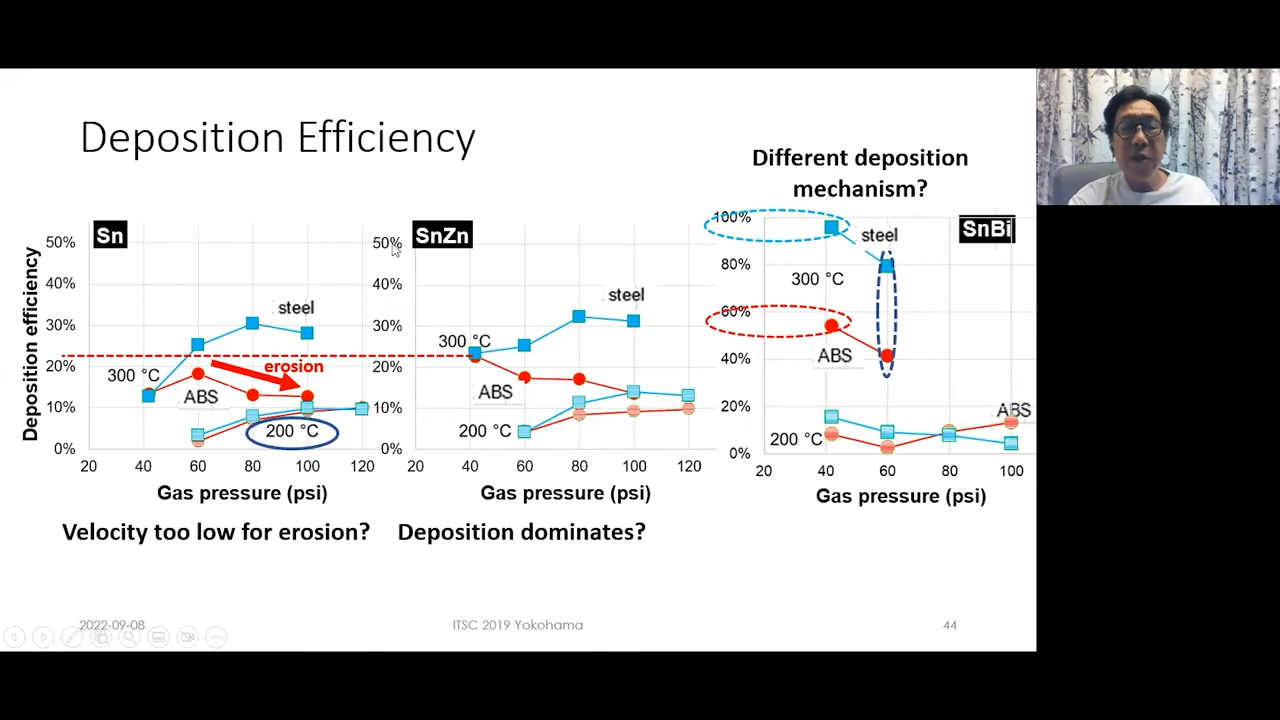 Deposition Efficiency
Different deposition
mechanism?
Deposition efficiency
Sn
50%
40%
30%
20%
10%
0%
steel
erosion
300 °C
ABS
200 °C
20 40 60 80 100 120
Gas pressure (psi)
SnZn
50%
40%
30%
20%
10%
0%
steel
300 °C
ABS
200 °C
20 40 60 80 100 120
Gas pressure (psi)
SnBi
100%
80%
60%
40%
20%
0%
steel
300 °C
ABS
ABS
200 °C
20 40 60 80 100
Gas pressure (psi)
Velocity too low for erosion?
Deposition dominates?
2022-09-08
ITSC 2019 Yokohama
44